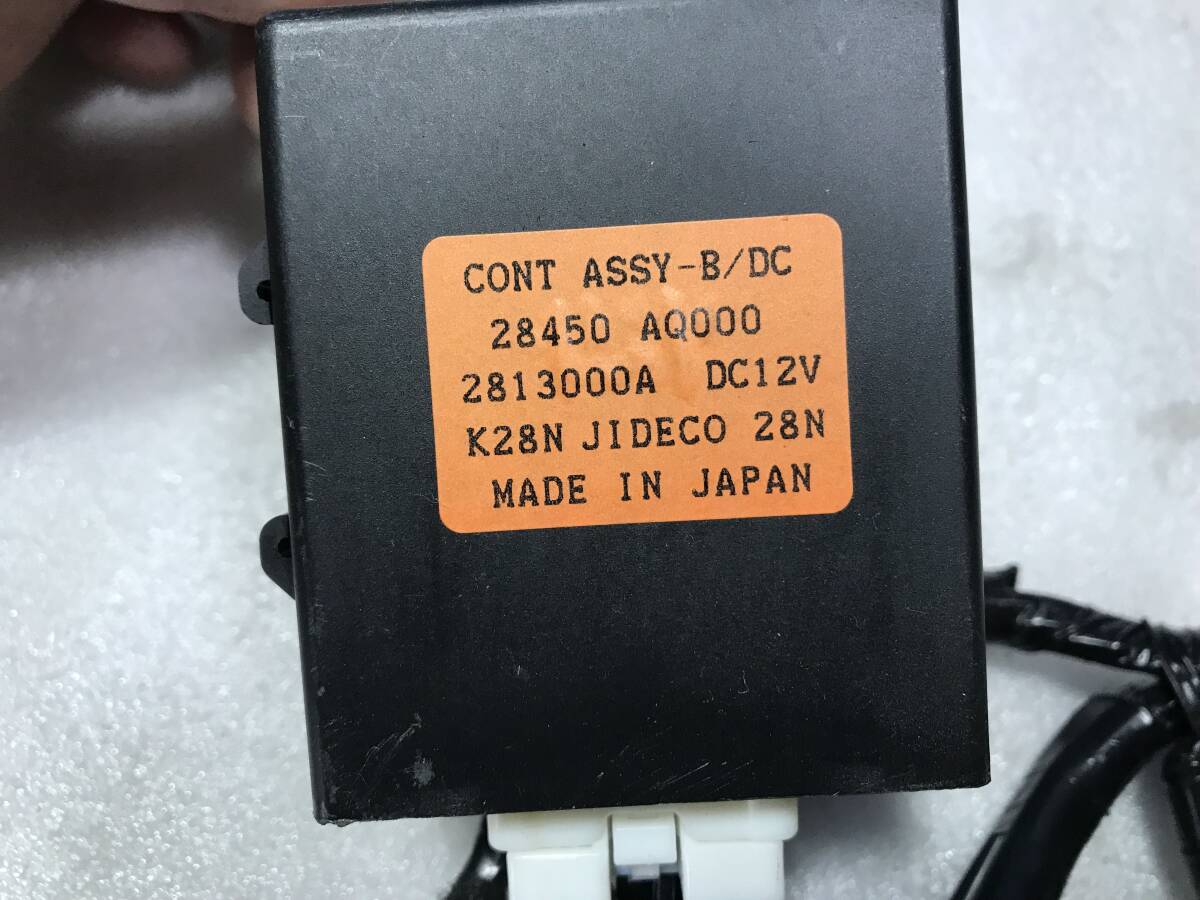 CONT ASSY-B/DC
28450 AQ000
2813000A DC12V
K28N JIDECO 28N
MADE IN JAPAN